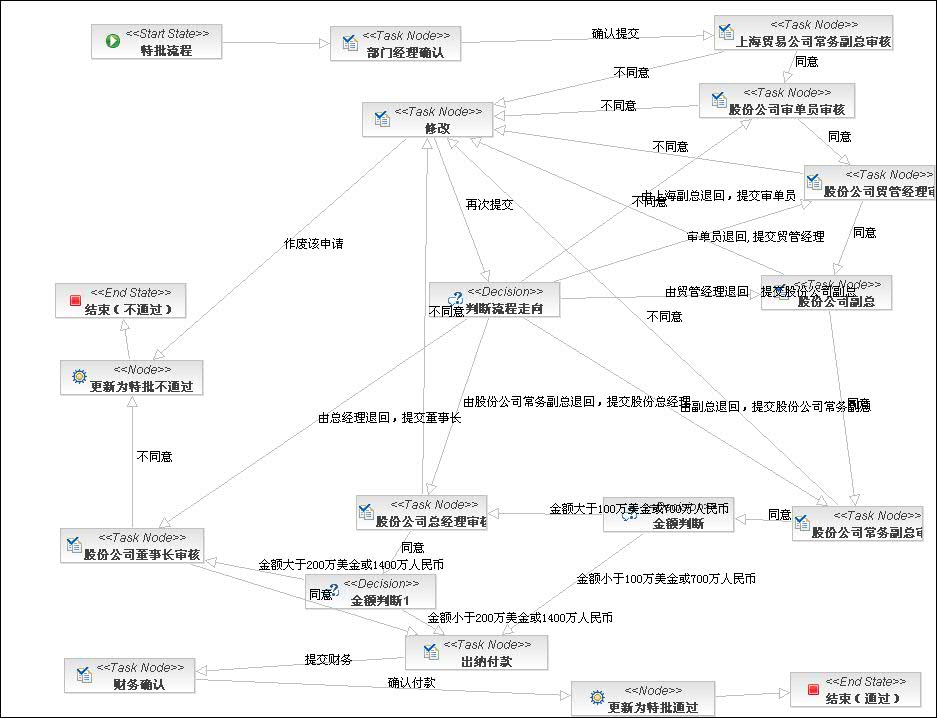 <<Start State>>
特批流程
<<Task Node>>
部门经理确认
确认提交
<<Task Node>>
上海贸易公司常务副总审核
同意
不同意
<<Task Node>>
股份公司审单员审核
不同意
<<Task Node>>
修改
同意
不同意
<<Task Node>>
股份公司贸管经理审
由上海副总退回，提交审单员
不同意
再次提交
审单员退回,提交贸管经理
同意
作废该申请
<<End State>>
结束（不通过）
<<Decision>>
判断流程走向
由贸管经理退回，提交股份公司副总
<<Task Node>>
股份公司副总
不同意
不同意
<<Node>>
更新为特批不通过
由总经理退回，提交董事长
由股份公司常务副总退回，提交股份总经理
由副总退回，提交股份公司常务副总
同意
不同意
<<Task Node>>
股份公司总经理审核
金额大于100万美金或700万人民币
<<Decision>>
金额判断
同意
<<Task Node>>
股份公司常务副总审
<<Task Node>>
股份公司董事长审核
同意
金额大于200万美金或1400万人民币
<<Decision>>
金额判断1
同意
金额小于100万美金或700万人民币
金额小于200万美金或1400万人民币
<<Task Node>>
出纳付款
提交财务
<<Task Node>>
财务确认
确认付款
<<Node>>
更新为特批通过
<<End State>>
结束（通过）